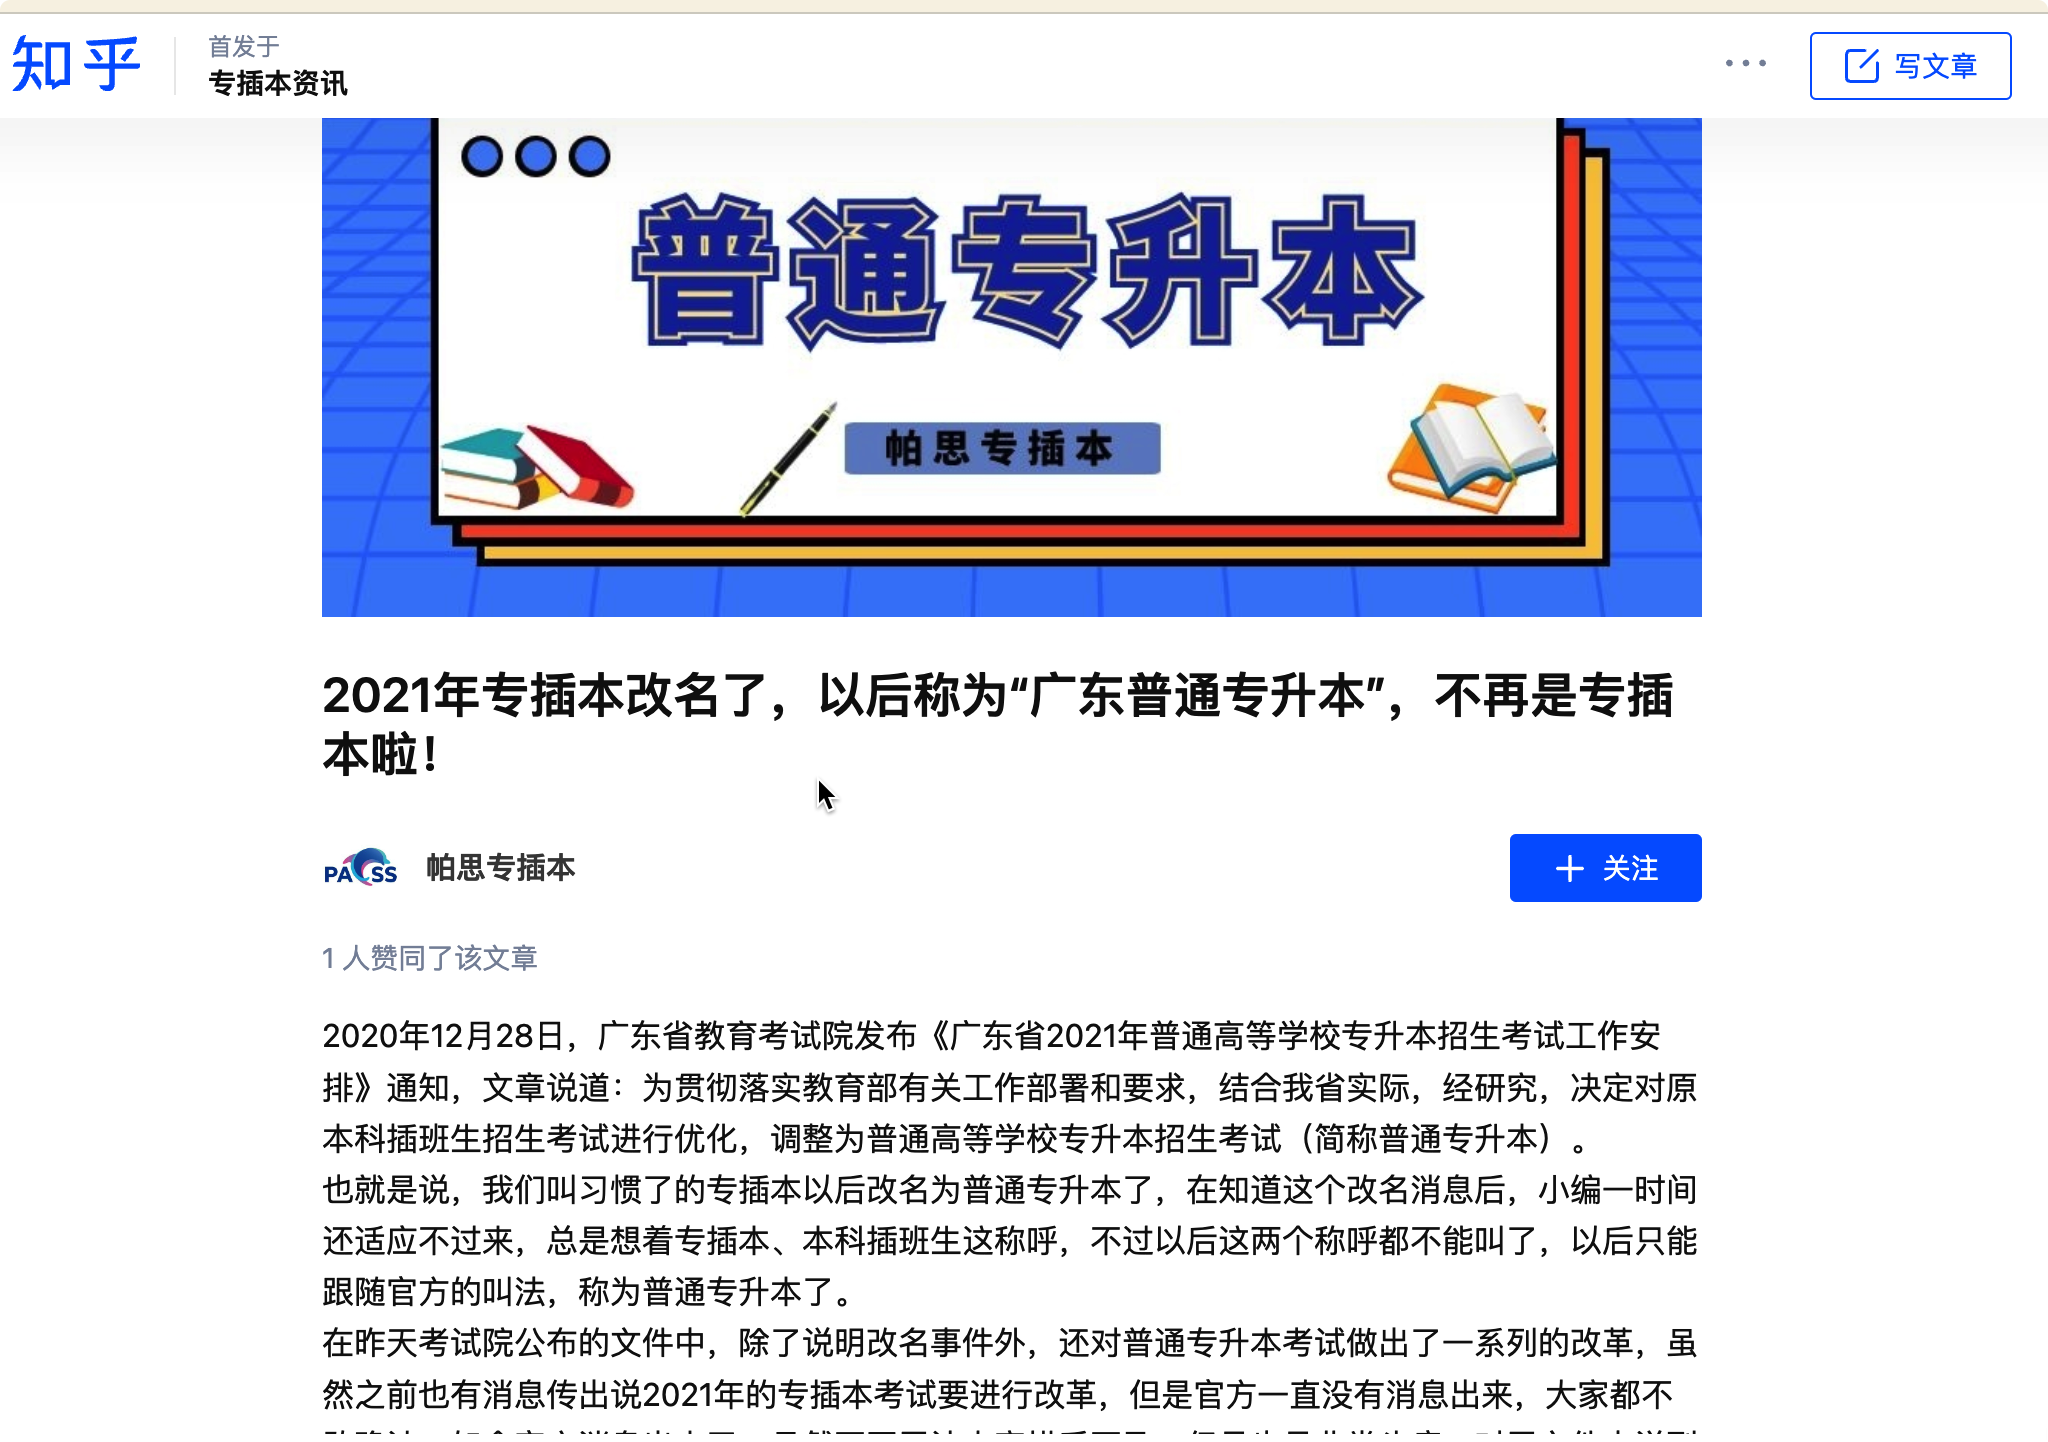 知乎
首发于
专插本资讯
写文章
普通专升本
帕思专插本
2021年专插本改名了，以后称为“广东普通专升本”，不再是专插
本啦！
PASS
帕思专插本
关注
1 人赞同了该文章
2020年12月28日，广东省教育考试院发布《广东省2021年普通高等学校专升本招生考试工作安
排》通知，文章说道：为贯彻落实教育部有关工作部署和要求，结合我省实际，经研究，决定对原
本科插班生招生考试进行优化，调整为普通高等学校专升本招生考试（简称普通专升本）。
也就是说，我们叫习惯了的专插本以后改名为普通专升本了，在知道这个改名消息后，小编一时间
还适应不过来，总是想着专插本、本科插班生这称呼，不过以后这两个称呼都不能叫了，以后只能
跟随官方的叫法，称为普通专升本了。
在昨天考试院公布的文件中，除了说明改名事件外，还对普通专升本考试做出了一系列的改革，虽
然之前也有消息传出说2021年的专插本考试要进行改革，但是官方一直没有消息出来，大家都不